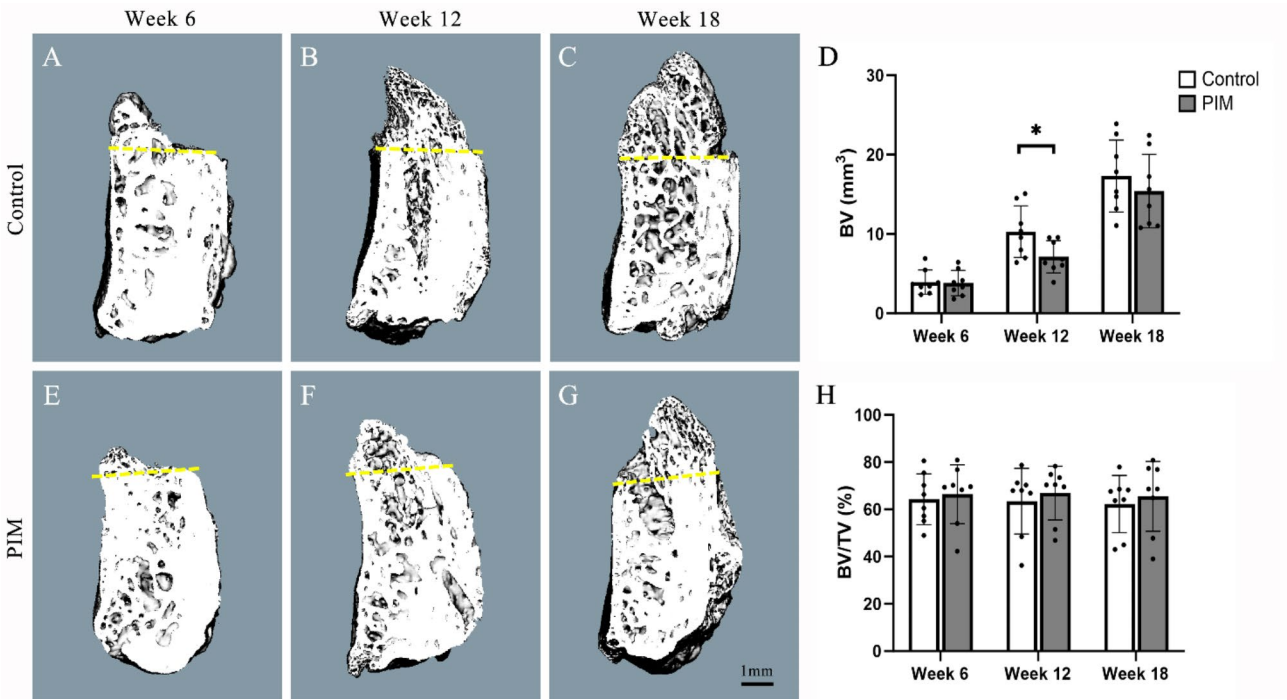 Week 6
Week 12
Week 18
Control
A
B
C
D
30
20
10
0
BV (mm³)
*
Control
PIM
Week 6
Week 12
Week 18
PIM
E
F
G
1mm
H
100
80
60
40
20
0
BV/TV (%)
Week 6
Week 12
Week 18